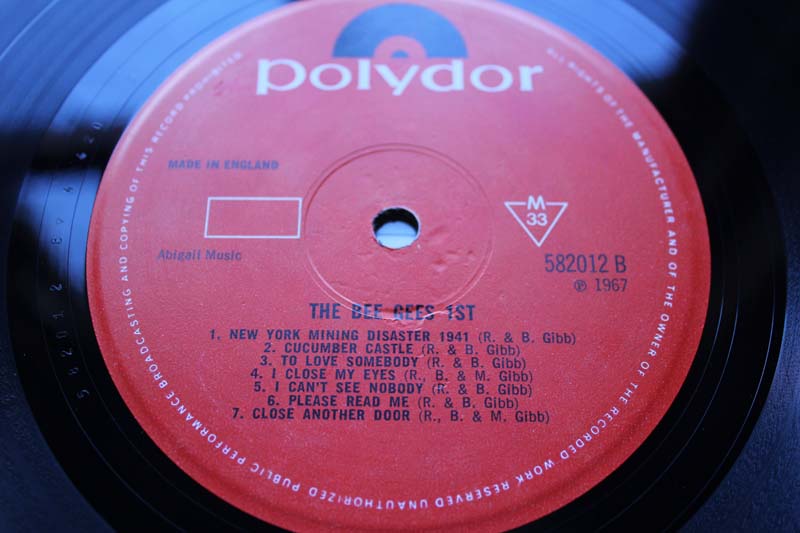 polydor
MADE IN ENGLAND
Abigail Music
M
33
582012 B
℗ 1967
THE BEE GEES 1ST
1. NEW YORK MINING DISASTER 1941 (R. & B. Gibb)
2. CUCUMBER CASTLE (R. & B. Gibb)
3. TO LOVE SOMEBODY (R. & B. Gibb)
4. I CLOSE MY EYES (R., B. & M. Gibb)
5. I CAN'T SEE NOBODY (R. & B. Gibb)
6. PLEASE READ ME (R. & B. Gibb)
7. CLOSE ANOTHER DOOR (R., B. & M. Gibb)
ALL RIGHTS OF THE MANUFACTURER AND OF THE OWNER OF THE RECORDED WORK RESERVED UNAUTHORIZED PUBLIC PERFORMANCE BROADCASTING AND COPYING OF THIS RECORD PROHIBITED